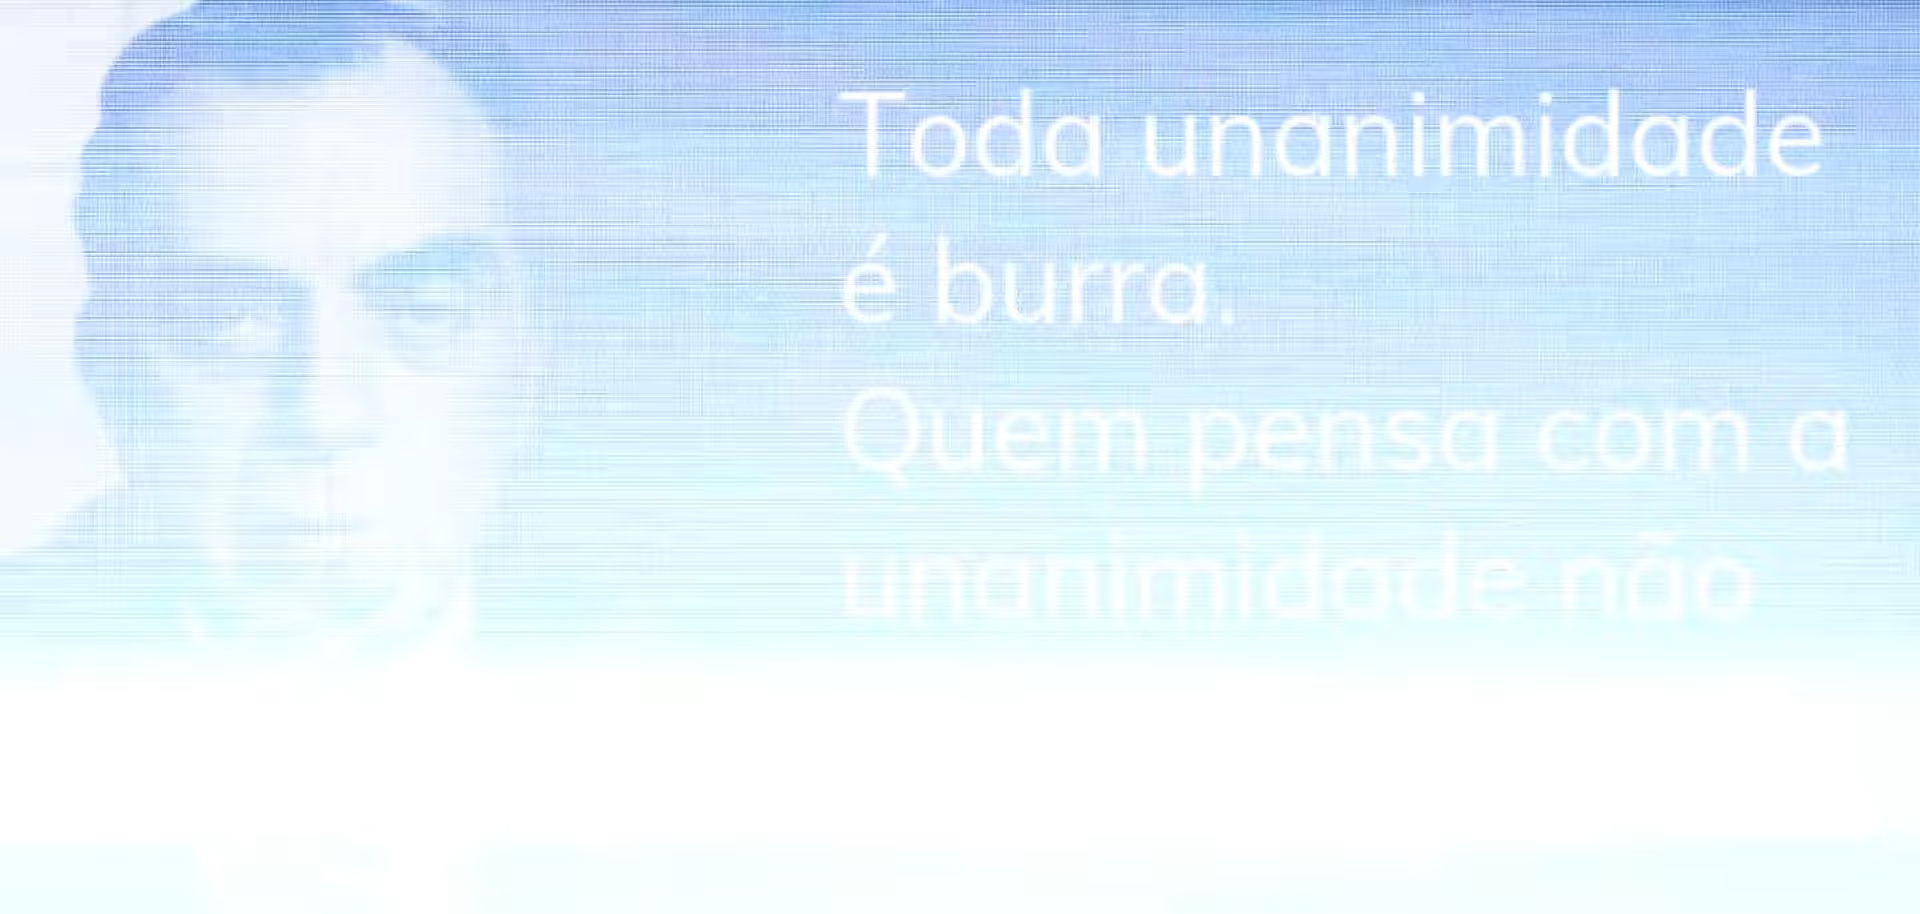 Toda unanimidade
é burra.
Quem pensa com a
unanimidade não